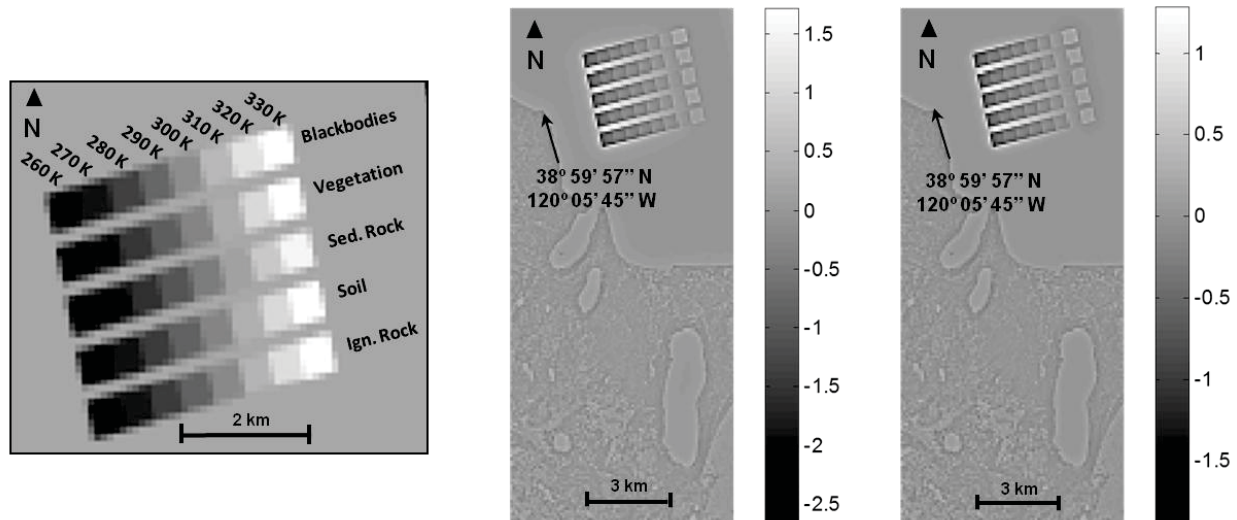 N
260 K
270 K
280 K
290 K
300 K
310 K
320 K
330 K
Blackbodies
Vegetation
Sed. Rock
Soil
Ign. Rock
2 km
N
38º 59’ 57” N
120º 05’ 45” W
3 km
1.5
1
0.5
0
-0.5
-1
-1.5
-2
-2.5
N
38º 59’ 57” N
120º 05’ 45” W
3 km
1
0.5
0
-0.5
-1
-1.5